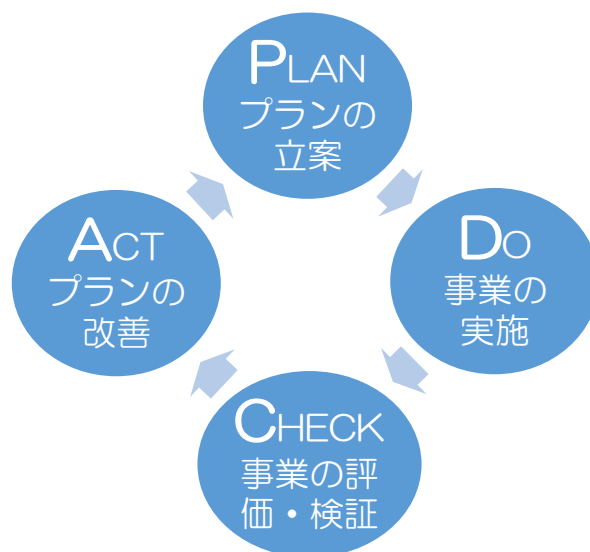 PLAN
プランの
立案
DO
事業の
実施
CHECK
事業の評
価・検証
ACT
プランの
改善